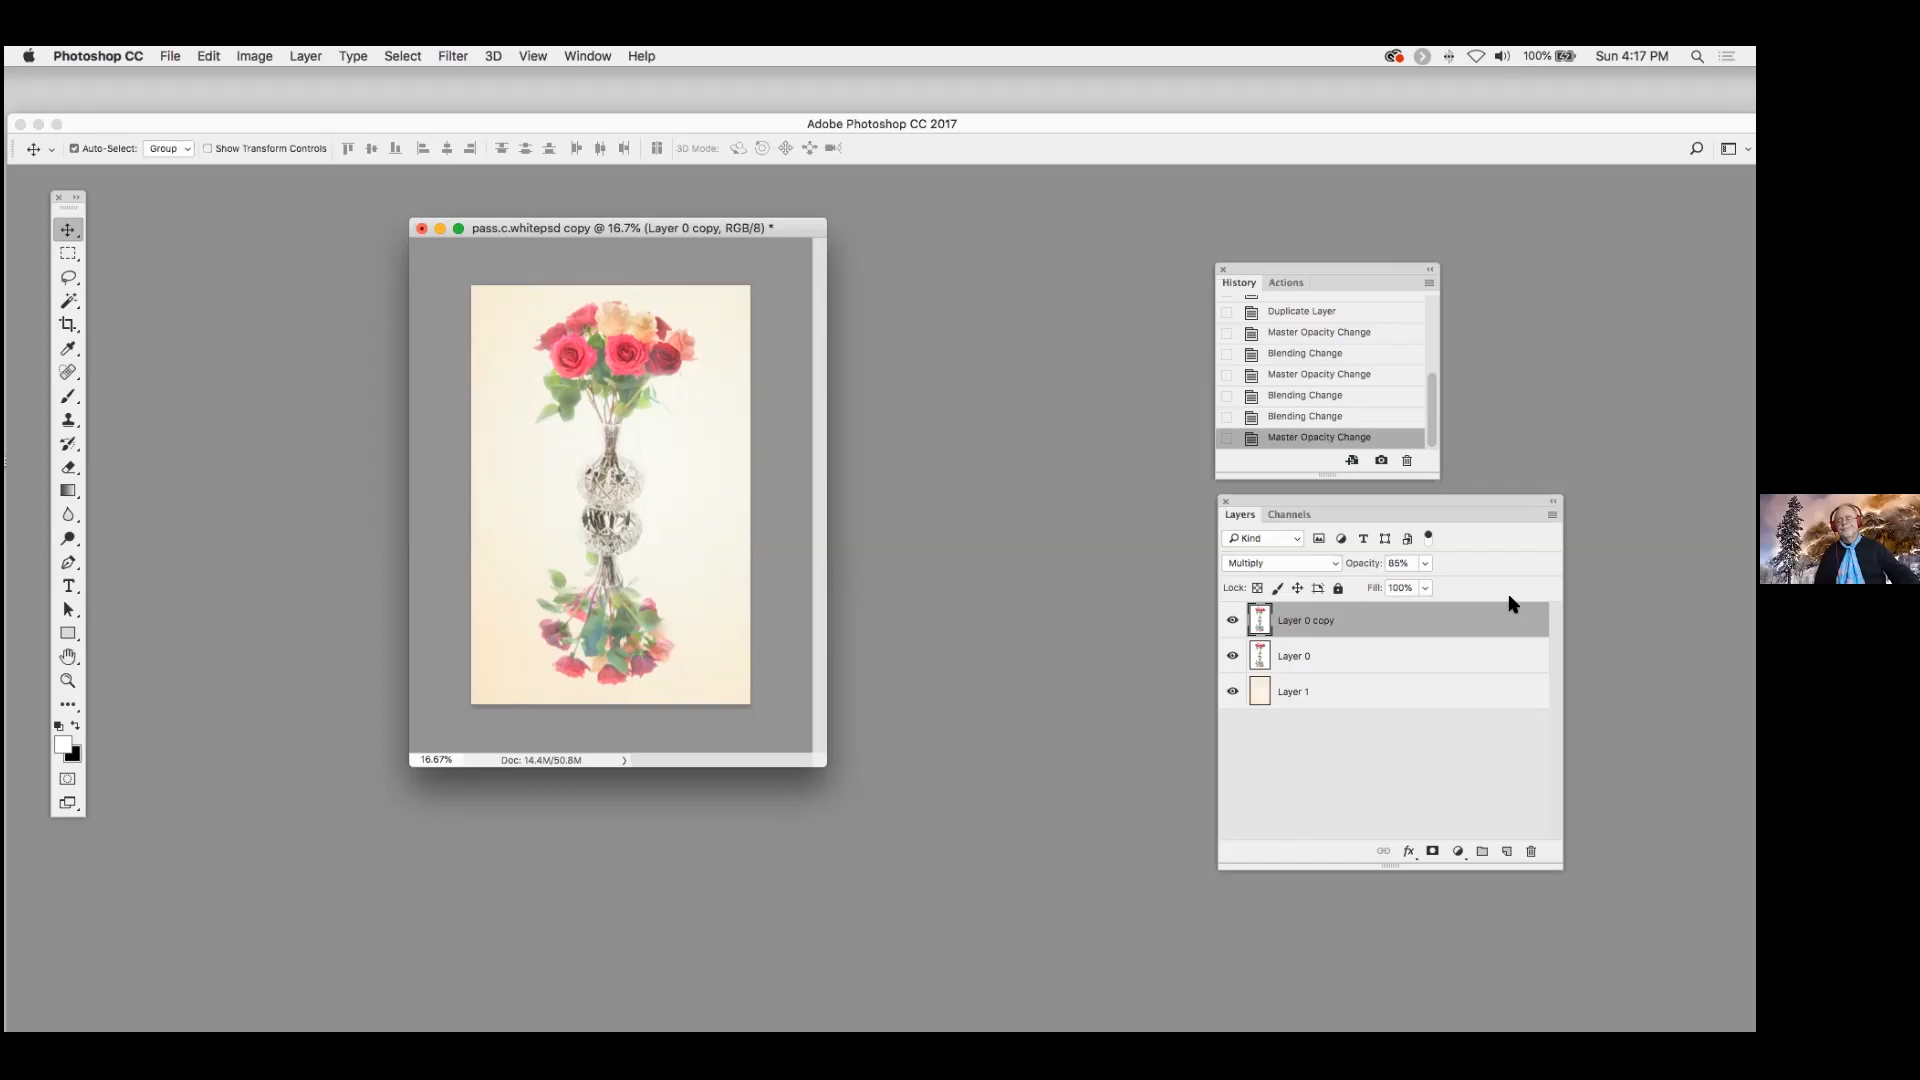 Photoshop CC File Edit Image Layer Type Select Filter 3D View Window Help 100% Sun 4:17 PM
Adobe Photoshop CC 2017
Auto-Select: Group Show Transform Controls 3D Mode:
pass.c.whitepsd copy @ 16.7% (Layer 0 copy, RGB/8) *
16.67% Doc: 14.4M/50.8M
History Actions
Duplicate Layer
Master Opacity Change
Blending Change
Master Opacity Change
Blending Change
Blending Change
Master Opacity Change
Layers Channels
Kind
Multiply Opacity: 85%
Lock: Fill: 100%
Layer 0 copy
Layer 0
Layer 1
fx